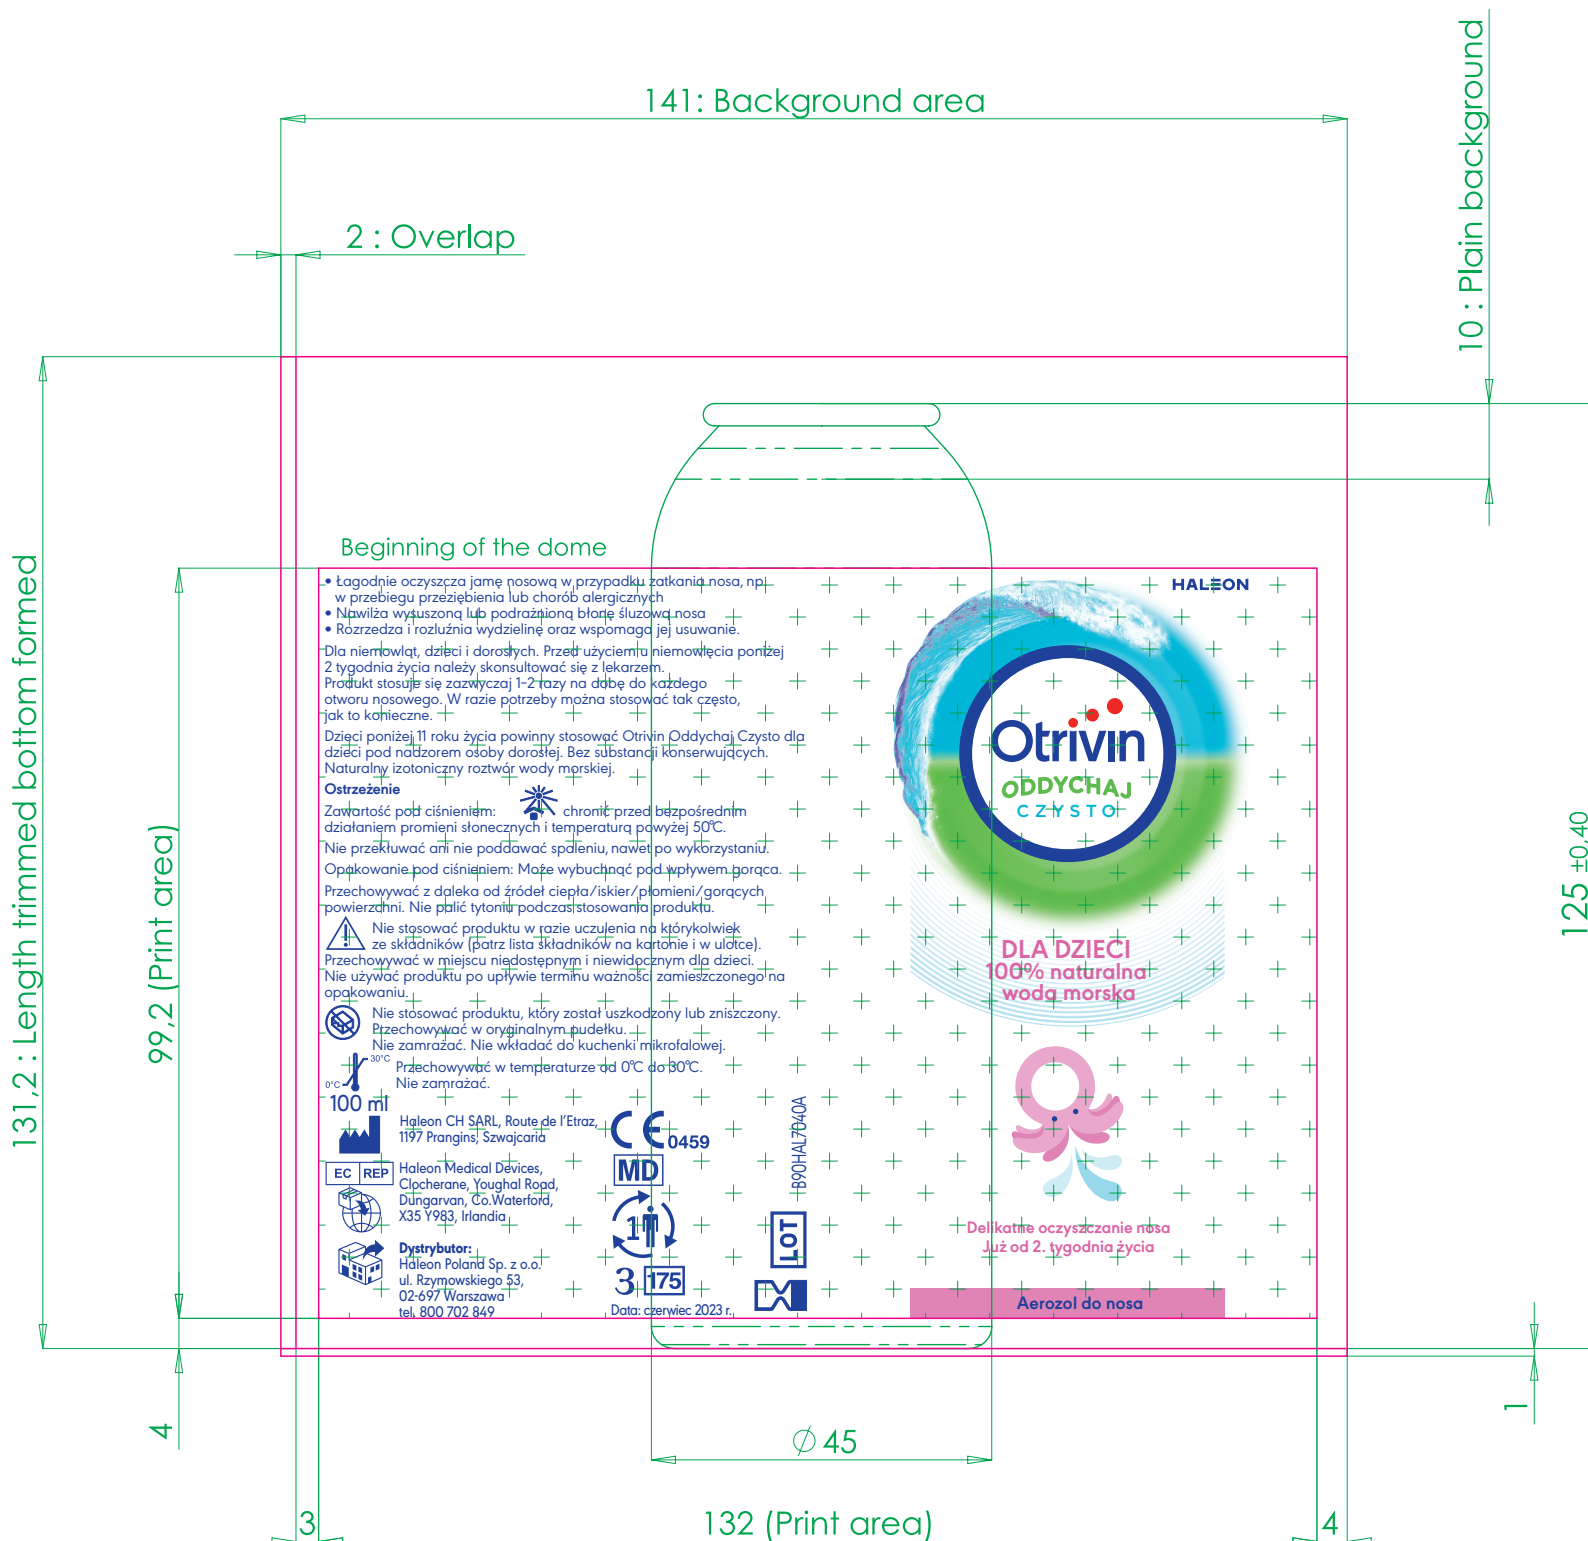 141: Background area
10 : Plain background
2 : Overlap
Beginning of the dome
131,2 : Length trimmed bottom formed
99,2 (Print area)
• Łagodnie oczyszcza jamę nosową w przypadku zatkania nosa, np.
w przebiegu przeziębienia lub chorób alergicznych
• Nawilża wysuszoną lub podrażnioną błonę śluzową nosa
• Rozrzedza i rozluźnia wydzielinę oraz wspomaga jej usuwanie.
Dla niemowląt, dzieci i dorosłych. Przed użyciem u niemowlęcia poniżej
2 tygodnia życia należy skonsultować się z lekarzem.
Produkt stosuje się zazwyczaj 1-2 razy na dobę do każdego
otworu nosowego. W razie potrzeby można stosować tak często,
jak to konieczne.
Dzieci poniżej 11 roku życia powinny stosować Otrivin Oddychaj Czysto dla
dzieci pod nadzorem osoby dorosłej. Bez substancji konserwujących.
Naturalny izotoniczny roztwór wody morskiej.
Ostrzeżenie
Zawartość pod ciśnieniem: chronić przed bezpośrednim
działaniem promieni słonecznych i temperaturą powyżej 50°C.
Nie przekłuwać ani nie poddawać spaleniu, nawet po wykorzystaniu.
Opakowanie pod ciśnieniem: Może wybuchnąć pod wpływem gorąca.
Przechowywać z daleka od źródeł ciepła/iskier/płomieni/gorących
powierzchni. Nie palić tytoniu podczas stosowania produktu.
Nie stosować produktu w razie uczulenia na którykolwiek
ze składników (patrz lista składników na kartonie i w ulotce).
Przechowywać w miejscu niedostępnym i niewidocznym dla dzieci.
Nie używać produktu po upływie terminu ważności zamieszczonego na
opakowaniu.
Nie stosować produktu, który został uszkodzony lub zniszczony.
Przechowywać w oryginalnym pudełku.
Nie zamrażać. Nie wkładać do kuchenki mikrofalowej.
30°C
0°C
Przechowywać w temperaturze od 0°C do 30°C.
Nie zamrażać.
100 ml
Haleon CH SARL, Route de l'Etraz,
1197 Prangins, Szwajcaria
EC REP
Haleon Medical Devices,
Clocherane, Youghal Road,
Dungarvan, Co.Waterford,
X35 Y983, Irlandia
Dystrybutor:
Haleon Poland Sp. z o.o.
ul. Rzymowskiego 53,
02-697 Warszawa
tel. 800 702 849
CE 0459
MD
1
3 175
Data: czerwiec 2023 r.
B90HAL7040A
LOT
HALEON
Otrivin
ODDYCHAJ
CZYSTO
DLA DZIECI
100% naturalna
woda morska
Delikatne oczyszczanie nosa
Już od 2. tygodnia życia
Aerozol do nosa
125 ±0,40
4
1
⌀ 45
3
132 (Print area)
4